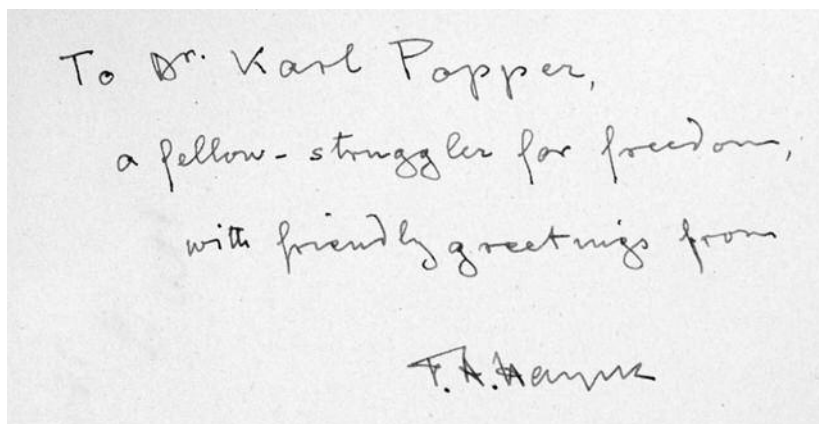 To Dr. Karl Popper,
a fellow-struggler for freedom,
with friendly greetings from
F.A.Hayek